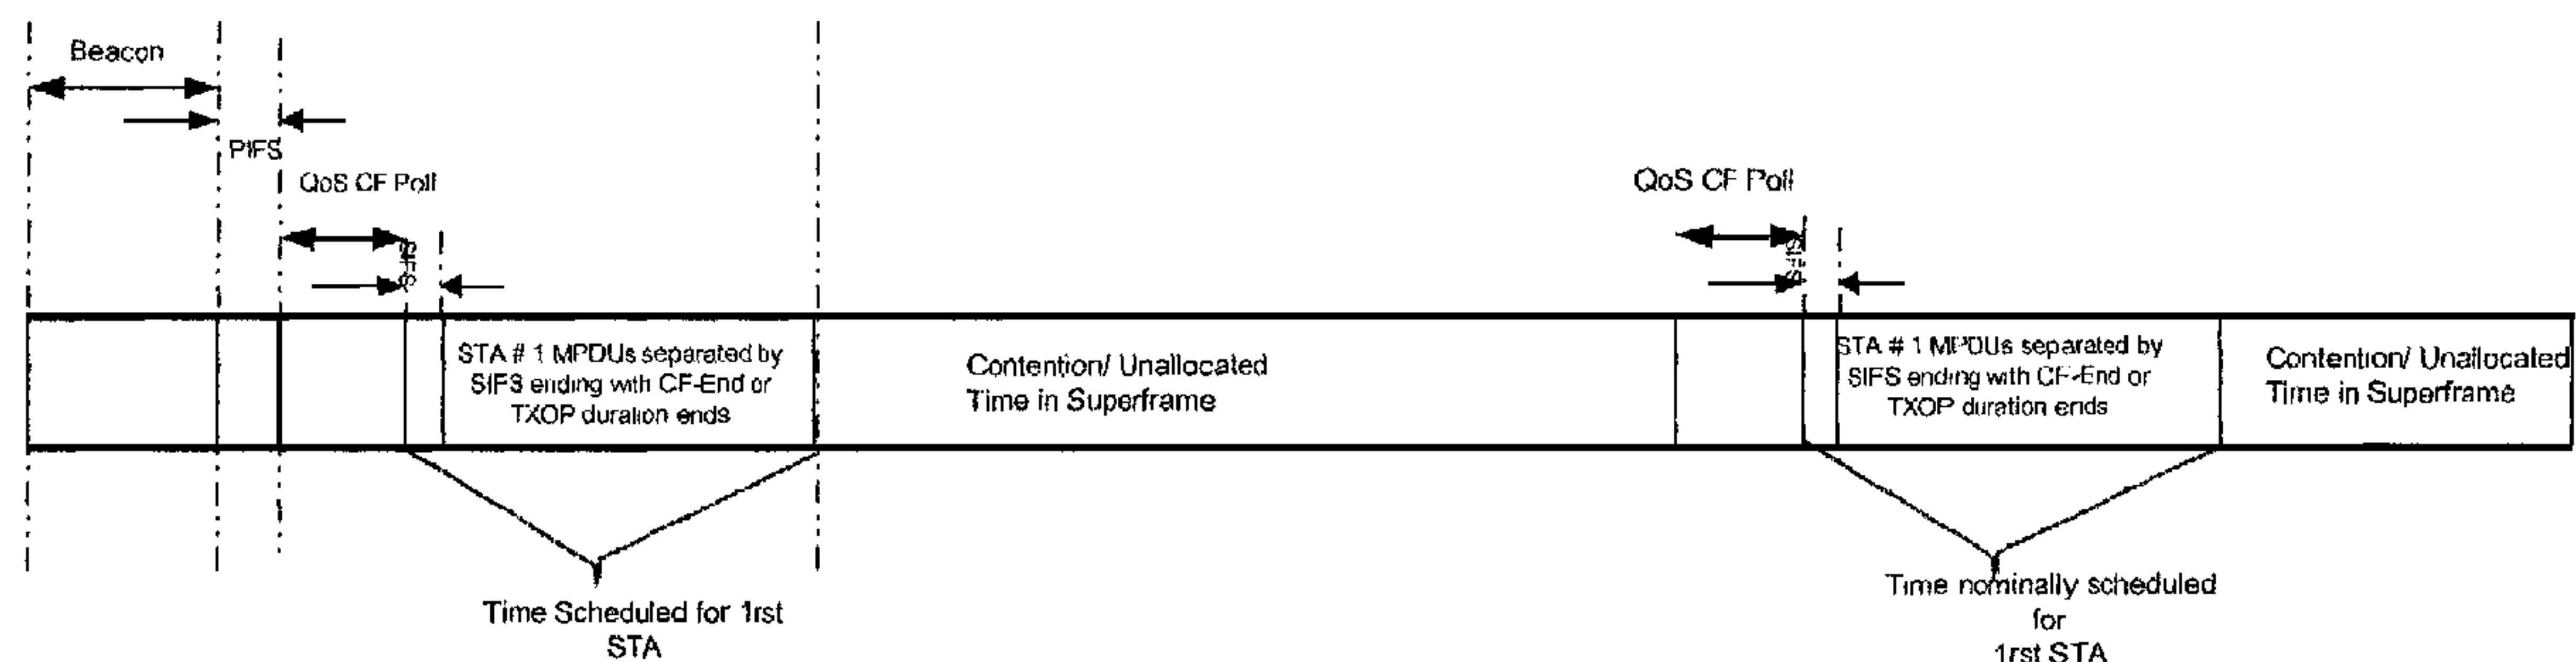 Beacon
PIFS
QoS CF Poll
SIFS
QoS CF Poll
SIFS
STA # 1 MPDUs separated by
SIFS ending with CF-End or
TXOP duration ends
Contention/ Unallocated
Time in Superframe
STA # 1 MPDUs separated by
SIFS ending with CF-End or
TXOP duration ends
Contention/ Unallocated
Time in Superframe
Time Scheduled for 1rst
STA
Time nominally scheduled
for
1rst STA